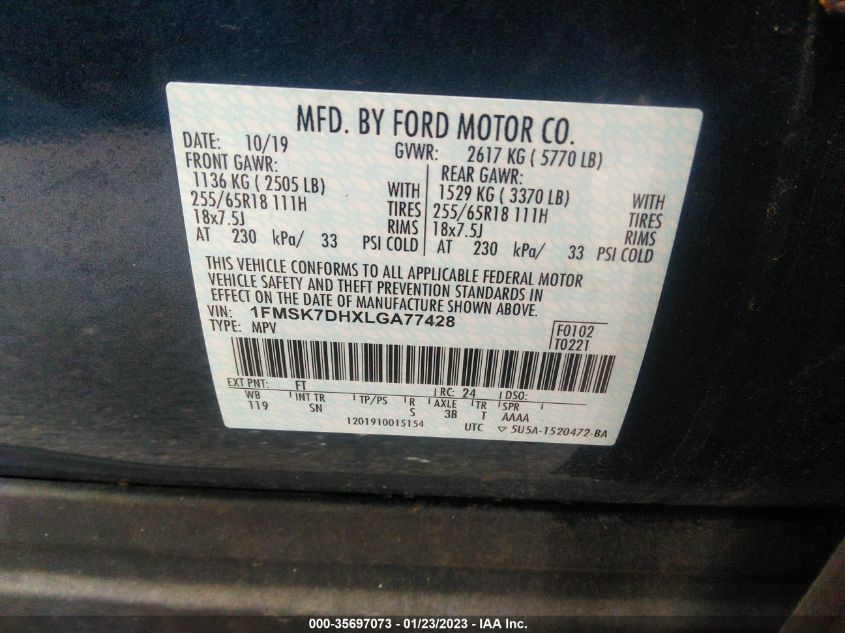 MFD. BY FORD MOTOR CO.
DATE: 10/19 GVWR: 2617 KG ( 5770 LB)
FRONT GAWR: REAR GAWR:
1136 KG ( 2505 LB) WITH 1529 KG ( 3370 LB) WITH
255/65R18 111H TIRES 255/65R18 111H TIRES
18x7.5J RIMS 18x7.5J RIMS
AT 230 kPa/ 33 PSI COLD AT 230 kPa/ 33 PSI COLD
THIS VEHICLE CONFORMS TO ALL APPLICABLE FEDERAL MOTOR
VEHICLE SAFETY AND THEFT PREVENTION STANDARDS IN
EFFECT ON THE DATE OF MANUFACTURE SHOWN ABOVE.
VIN: 1FMSK7DHXLGA77428 F0102
TYPE: MPV T0221
EXT PNT: FT RC: 24 DSO:
WB INT TR TP/PS R AXLE TR SPR
119 SN S 3B T AAAA
1201910015154 UTC ▽ 5U5A-1520472-BA
000-35697073 - 01/23/2023 - IAA Inc.